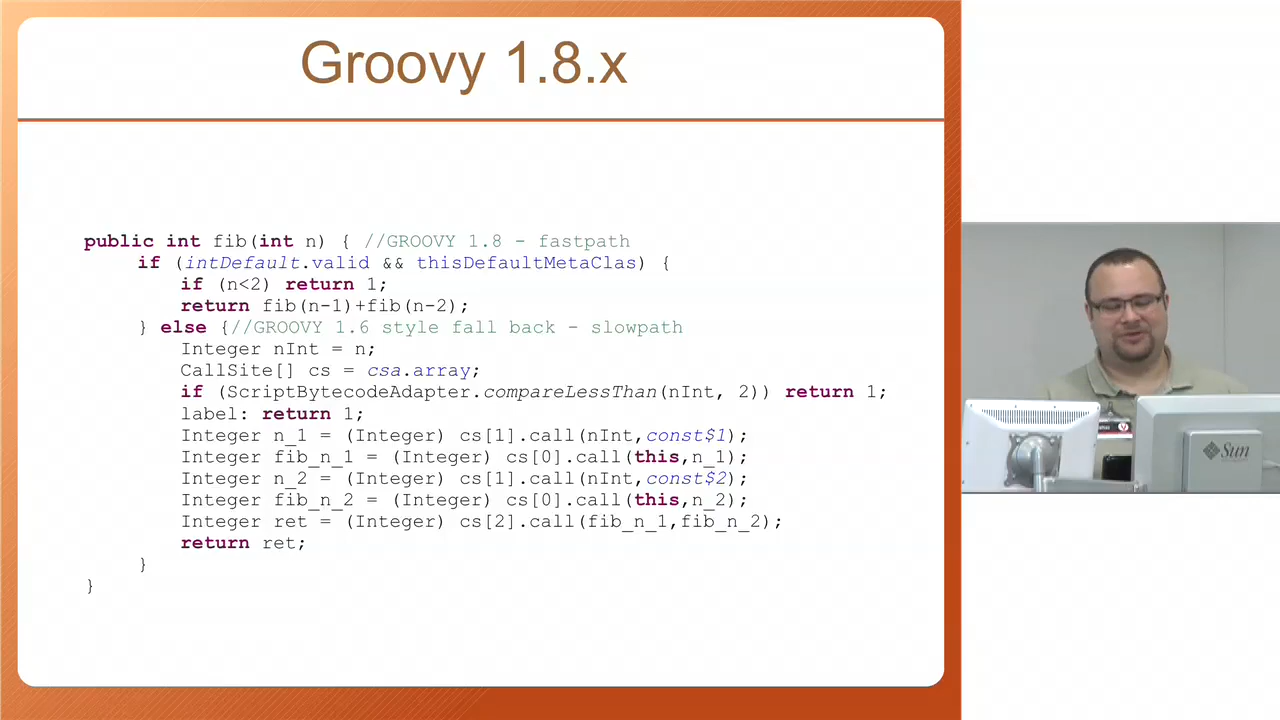 Groovy 1.8.x
public int fib(int n) { //GROOVY 1.8 - fastpath
if (intDefault.valid && thisDefaultMetaClas) {
if (n<2) return 1;
return fib(n-1)+fib(n-2);
} else {//GROOVY 1.6 style fall back - slowpath
Integer nInt = n;
CallSite[] cs = csa.array;
if (ScriptBytecodeAdapter.compareLessThan(nInt, 2)) return 1;
label: return 1;
Integer n_1 = (Integer) cs[1].call(nInt,const$1);
Integer fib_n_1 = (Integer) cs[0].call(this,n_1);
Integer n_2 = (Integer) cs[1].call(nInt,const$2);
Integer fib_n_2 = (Integer) cs[0].call(this,n_2);
Integer ret = (Integer) cs[2].call(fib_n_1,fib_n_2);
return ret;
}
}
Sun